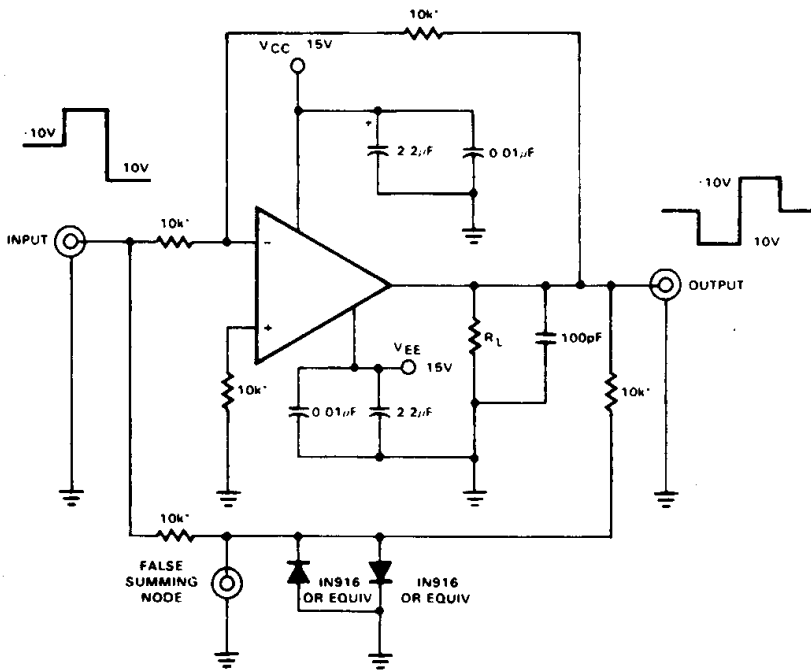 10k*
VCC 15V
-10V
10V
+
2 2µF
0 01µF
10k*
INPUT
-
+
·10V
10V
OUTPUT
RL
100pF
10k*
VEE
15V
10k*
0 01µF
2 2µF
10k*
FALSE
SUMMING
NODE
IN916
OR EQUIV
IN916
OR EQUIV